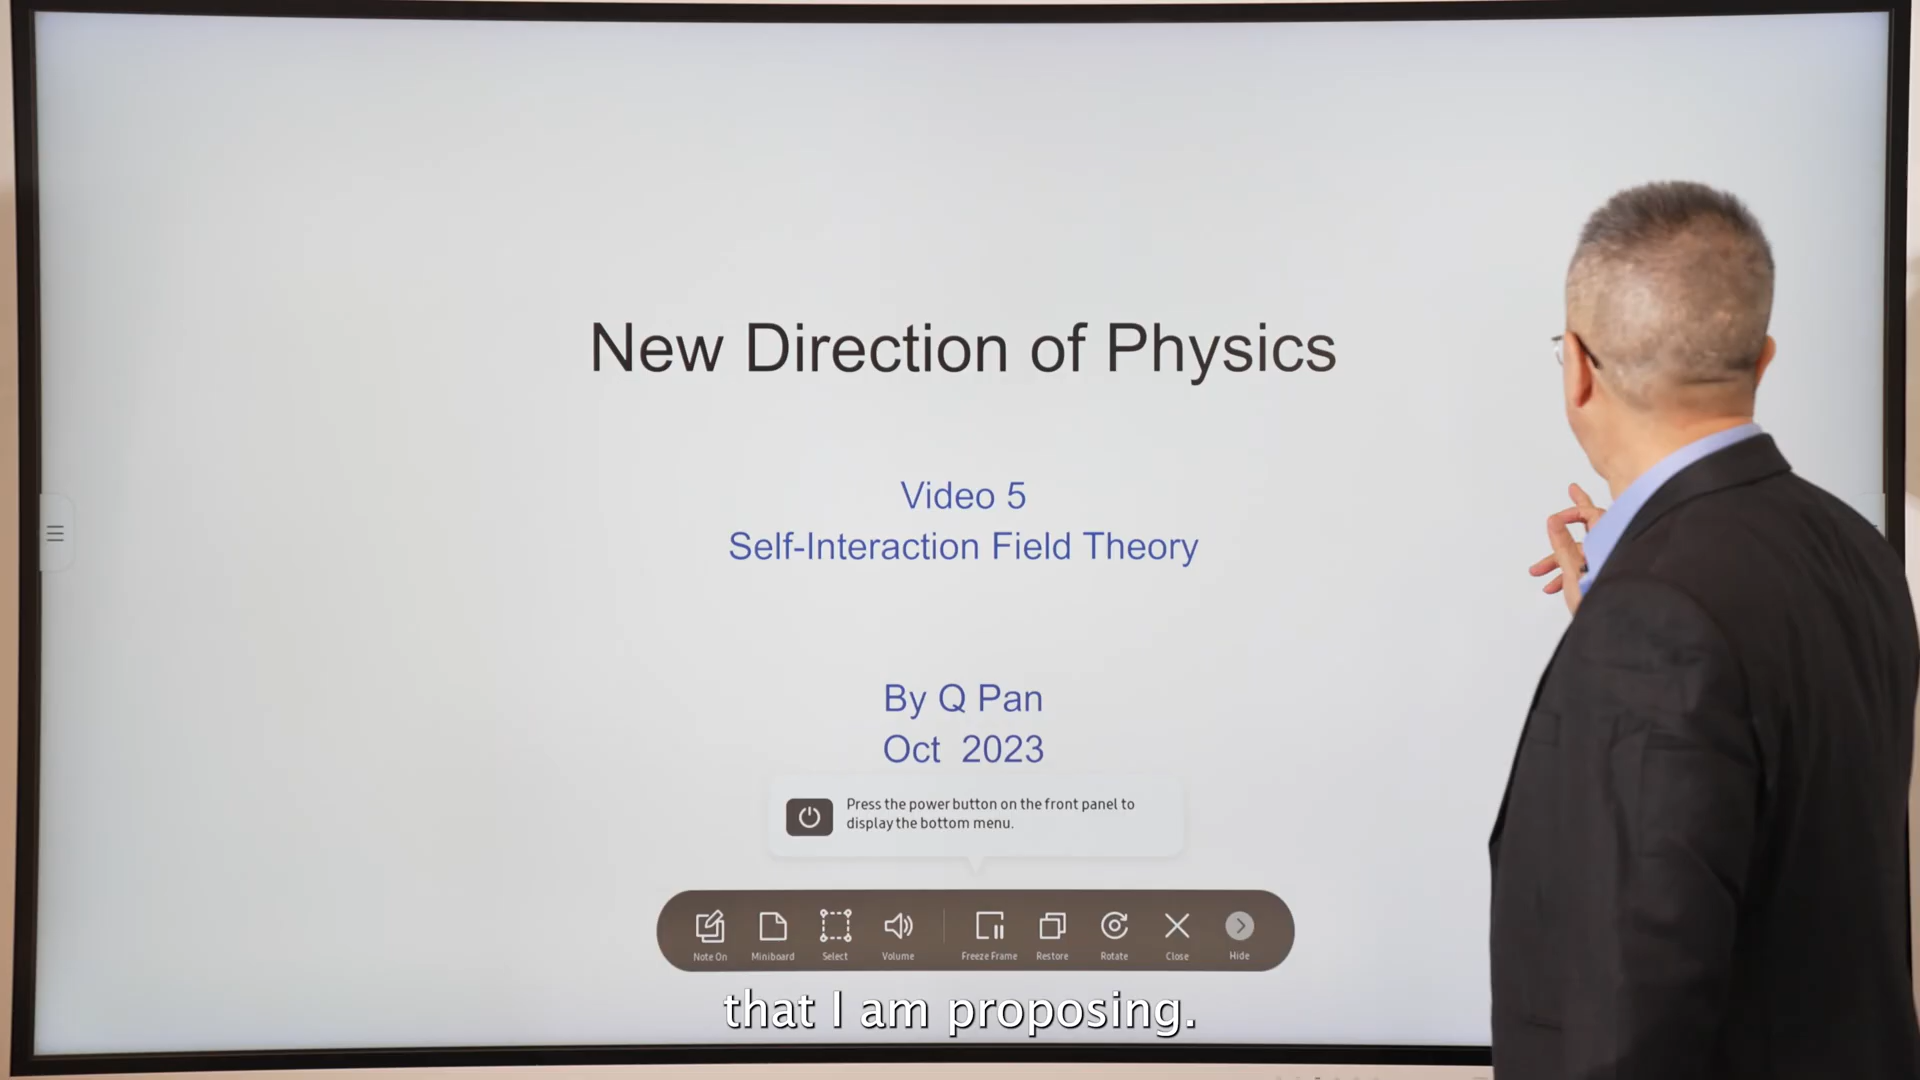 New Direction of Physics
Video 5
Self-Interaction Field Theory
By Q Pan
Oct 2023
Press the power button on the front panel to
display the bottom menu.
Note On Miniboard Select Volume Freeze Frame Restore Rotate Close Hide
that I am proposing.